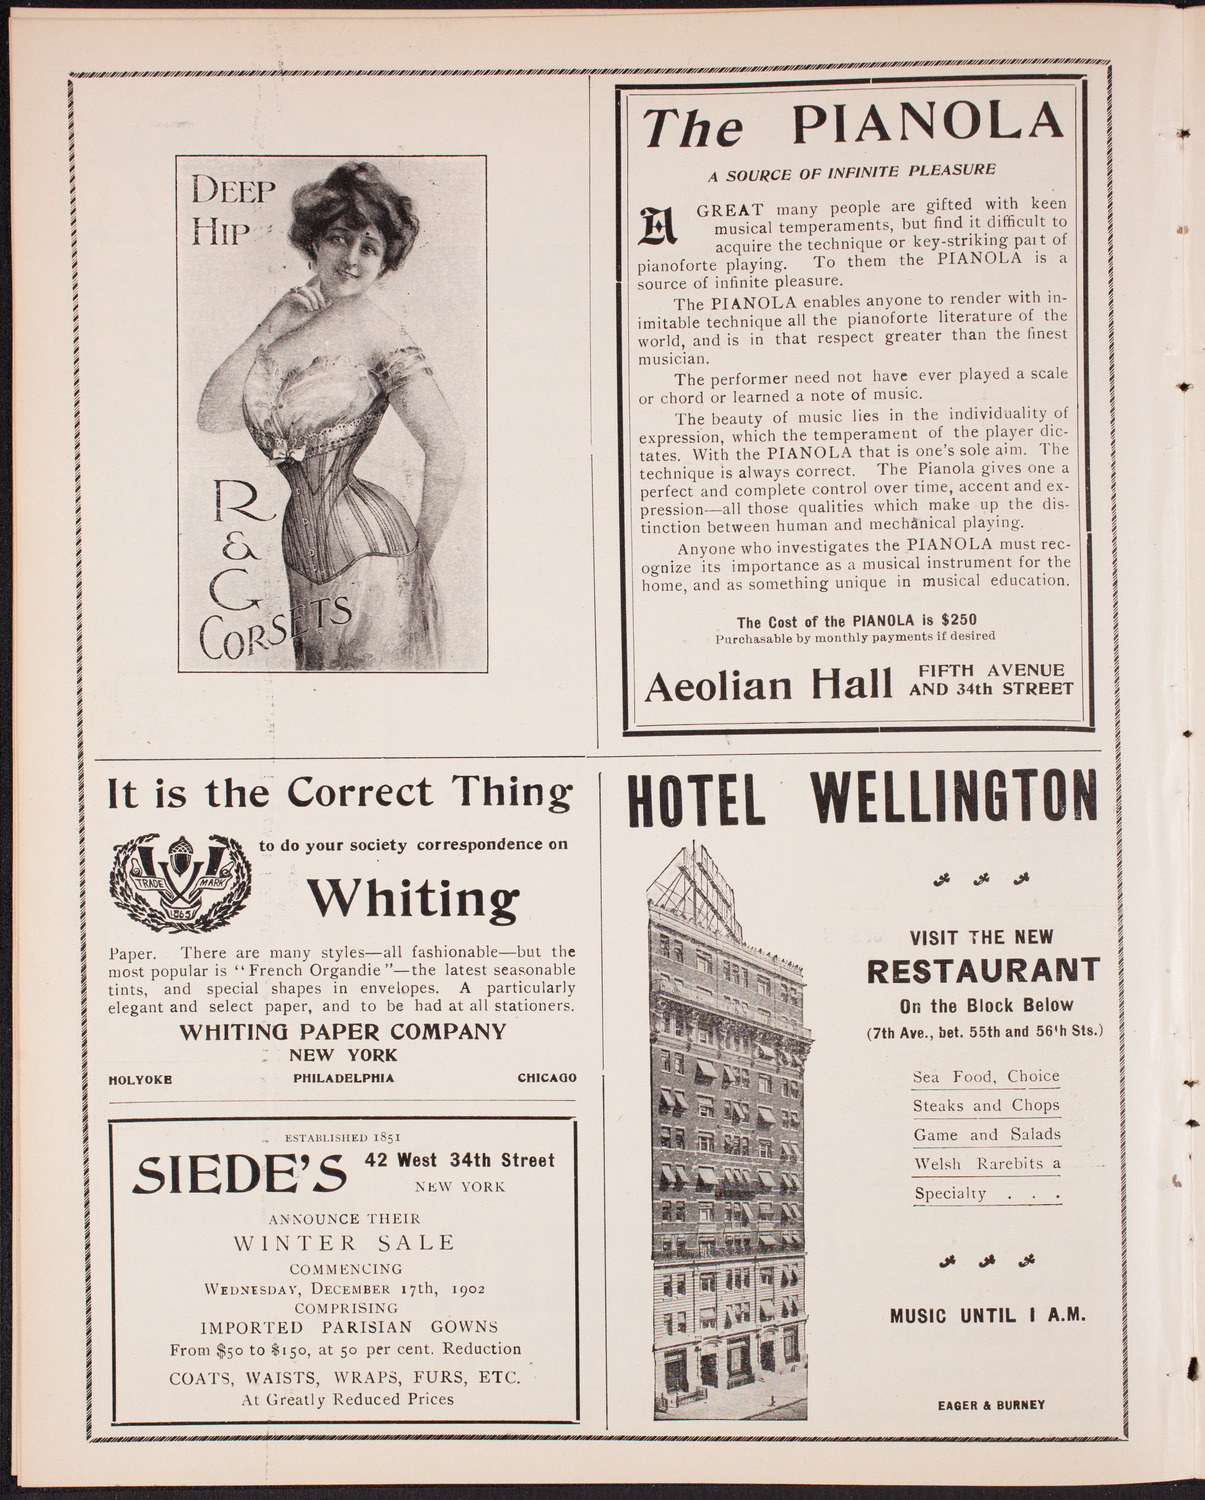 DEEP
HIP
R
&
G
CORSETS
The PIANOLA
A SOURCE OF INFINITE PLEASURE
A GREAT many people are gifted with keen
musical temperaments, but find it difficult to
acquire the technique or key-striking part of
pianoforte playing. To them the PIANOLA is a
source of infinite pleasure.
The PIANOLA enables anyone to render with in-
imitable technique all the pianoforte literature of the
world, and is in that respect greater than the finest
musician.
The performer need not have ever played a scale
or chord or learned a note of music.
The beauty of music lies in the individuality of
expression, which the temperament of the player dic-
tates. With the PIANOLA that is one's sole aim. The
technique is always correct. The Pianola gives one a
perfect and complete control over time, accent and ex-
pression—all those qualities which make up the dis-
tinction between human and mechanical playing.
Anyone who investigates the PIANOLA must rec-
ognize its importance as a musical instrument for the
home, and as something unique in musical education.
The Cost of the PIANOLA is $250
Purchasable by monthly payments if desired
Aeolian Hall FIFTH AVENUE
AND 34th STREET
It is the Correct Thing
to do your society correspondence on
TRADE MARK
1865
Whiting
Paper. There are many styles—all fashionable—but the
most popular is "French Organdie"—the latest seasonable
tints, and special shapes in envelopes. A particularly
elegant and select paper, and to be had at all stationers.
WHITING PAPER COMPANY
NEW YORK
HOLYOKE PHILADELPHIA CHICAGO
ESTABLISHED 1851
SIEDE'S 42 West 34th Street
NEW YORK
ANNOUNCE THEIR
WINTER SALE
COMMENCING
WEDNESDAY, DECEMBER 17th, 1902
COMPRISING
IMPORTED PARISIAN GOWNS
From $50 to $150, at 50 per cent. Reduction
COATS, WAISTS, WRAPS, FURS, ETC.
At Greatly Reduced Prices
HOTEL WELLINGTON
VISIT THE NEW
RESTAURANT
On the Block Below
(7th Ave., bet. 55th and 56th Sts.)
Sea Food, Choice
Steaks and Chops
Game and Salads
Welsh Rarebits a
Specialty . . .
MUSIC UNTIL 1 A.M.
EAGER & BURNEY